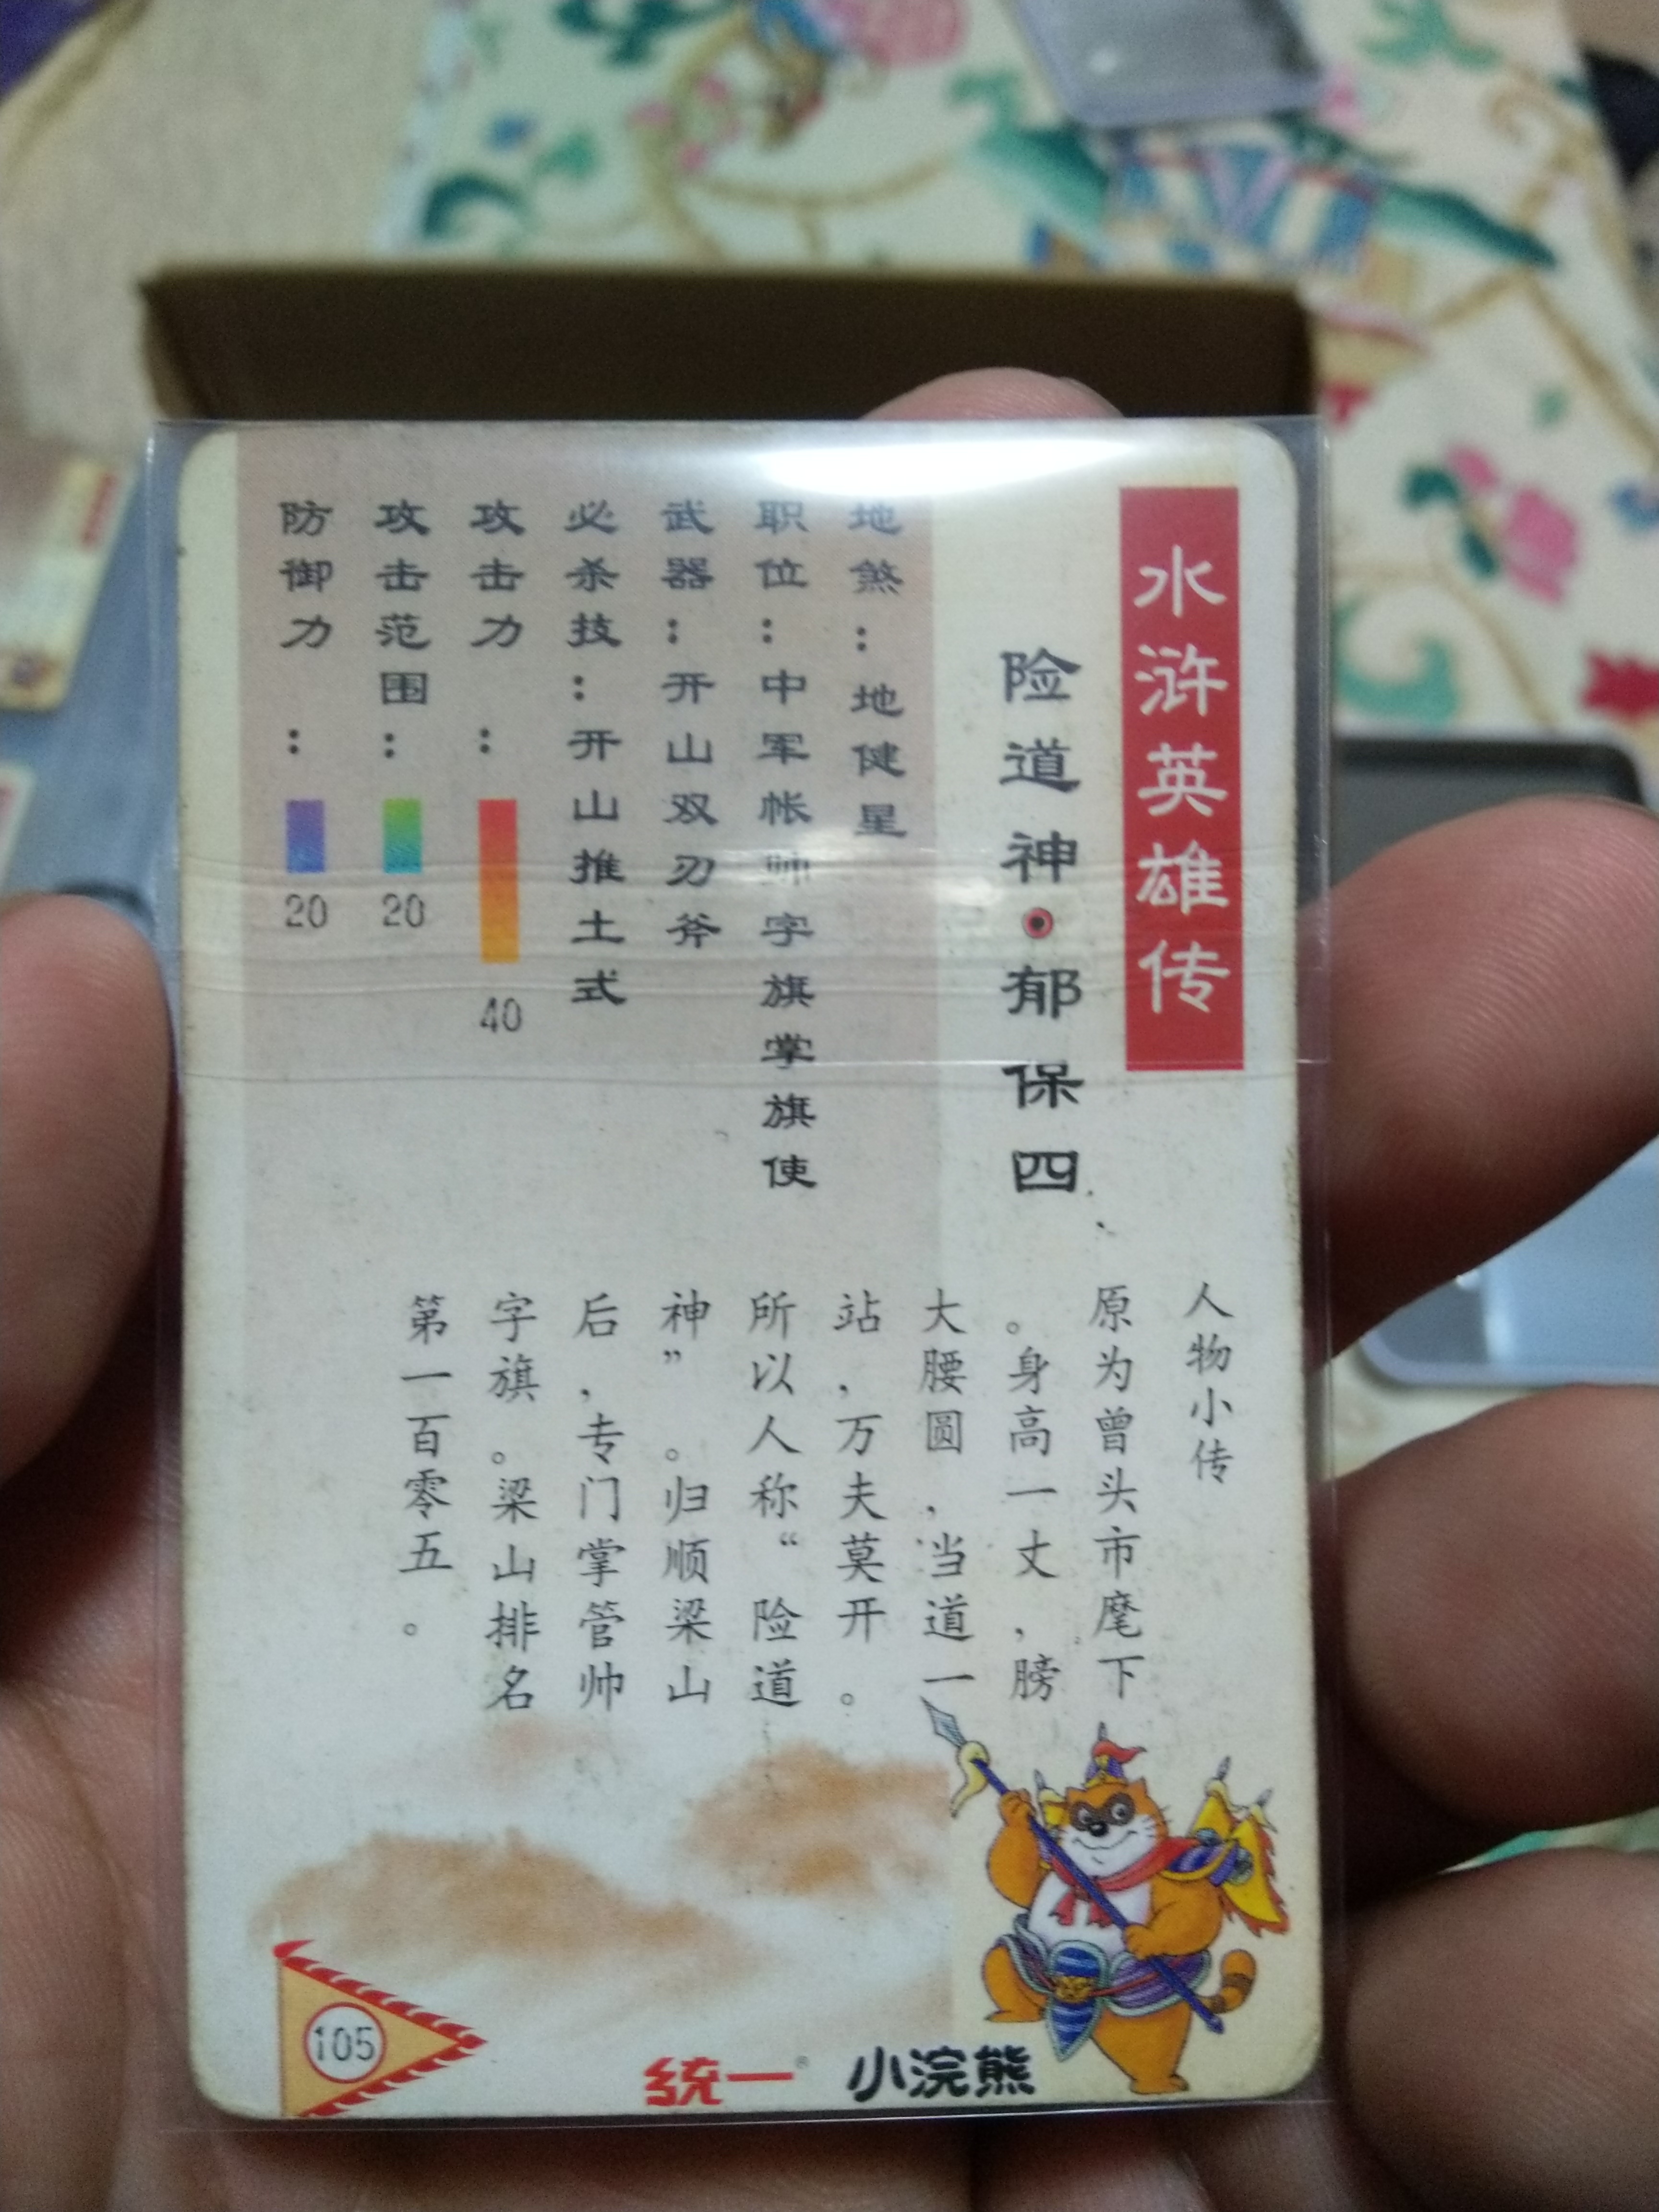 水浒英雄传
险道神·郁保四
地煞：地健星
职位：中军帐帅字旗掌旗使
武器：开山双刃斧
必杀技：开山推土式
攻击力：40
攻击范围：20
防御力：20
人物小传
原为曾头市麾下
。身高一丈，膀
大腰圆，当道一
站，万夫莫开。
所以人称“险道
神”。归顺梁山
后，专门掌管帅
字旗。梁山排名
第一百零五。
105
统一® 小浣熊